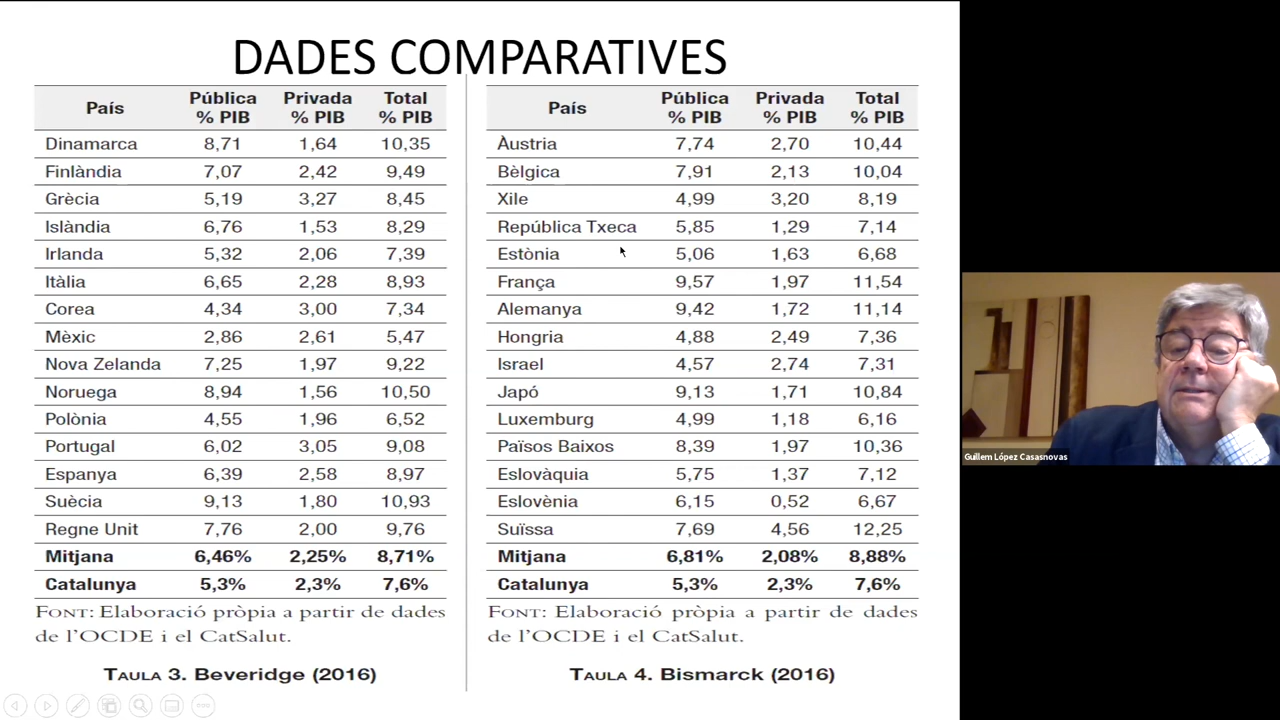 DADES COMPARATIVES
País Pública % PIB Privada % PIB Total % PIB
Dinamarca 8,71 1,64 10,35
Finlàndia 7,07 2,42 9,49
Grècia 5,19 3,27 8,45
Islàndia 6,76 1,53 8,29
Irlanda 5,32 2,06 7,39
Itàlia 6,65 2,28 8,93
Corea 4,34 3,00 7,34
Mèxic 2,86 2,61 5,47
Nova Zelanda 7,25 1,97 9,22
Noruega 8,94 1,56 10,50
Polònia 4,55 1,96 6,52
Portugal 6,02 3,05 9,08
Espanya 6,39 2,58 8,97
Suècia 9,13 1,80 10,93
Regne Unit 7,76 2,00 9,76
Mitjana 6,46% 2,25% 8,71%
Catalunya 5,3% 2,3% 7,6%
FONT: Elaboració pròpia a partir de dades
de l’OCDE i el CatSalut.
TAULA 3. Beveridge (2016)
País Pública % PIB Privada % PIB Total % PIB
Àustria 7,74 2,70 10,44
Bèlgica 7,91 2,13 10,04
Xile 4,99 3,20 8,19
República Txeca 5,85 1,29 7,14
Estònia 5,06 1,63 6,68
França 9,57 1,97 11,54
Alemanya 9,42 1,72 11,14
Hongria 4,88 2,49 7,36
Israel 4,57 2,74 7,31
Japó 9,13 1,71 10,84
Luxemburg 4,99 1,18 6,16
Països Baixos 8,39 1,97 10,36
Eslovàquia 5,75 1,37 7,12
Eslovènia 6,15 0,52 6,67
Suïssa 7,69 4,56 12,25
Mitjana 6,81% 2,08% 8,88%
Catalunya 5,3% 2,3% 7,6%
FONT: Elaboració pròpia a partir de dades
de l’OCDE i el CatSalut.
TAULA 4. Bismarck (2016)
Guillem López Casasnovas